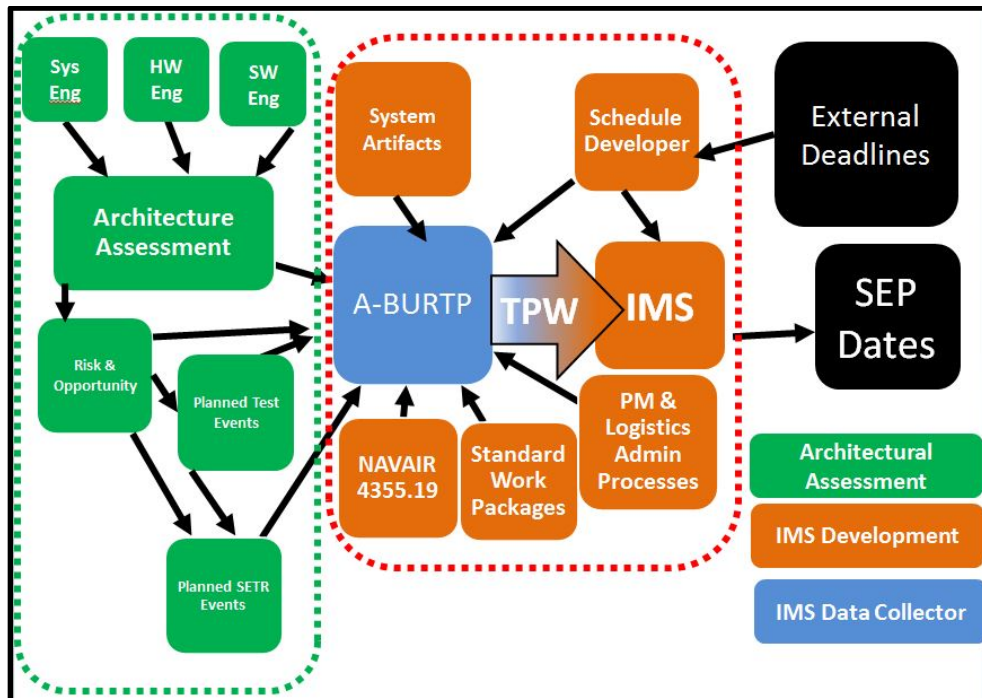 Sys
Eng
HW
Eng
SW
Eng
Architecture
Assessment
Risk &
Opportunity
Planned Test
Events
Planned SETR
Events
System
Artifacts
Schedule
Developer
A-BURTP
TPW
IMS
NAVAIR
4355.19
Standard
Work
Packages
PM &
Logistics
Admin
Processes
External
Deadlines
SEP
Dates
Architectural
Assessment
IMS Development
IMS Data Collector